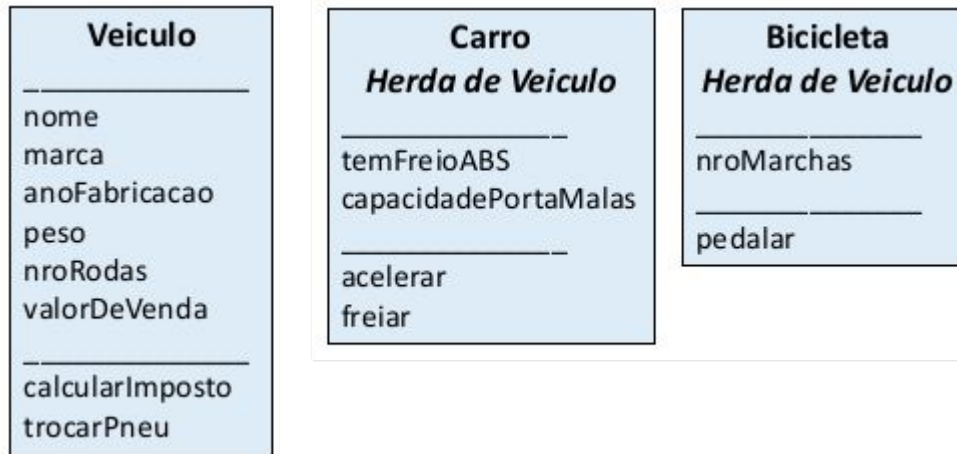 Veiculo
nome
marca
anoFabricacao
peso
nroRodas
valorDeVenda
calcularImposto
trocarPneu
Carro
Herda de Veiculo
temFreioABS
capacidadePortaMalas
acelerar
freiar
Bicicleta
Herda de Veiculo
nroMarchas
pedalar